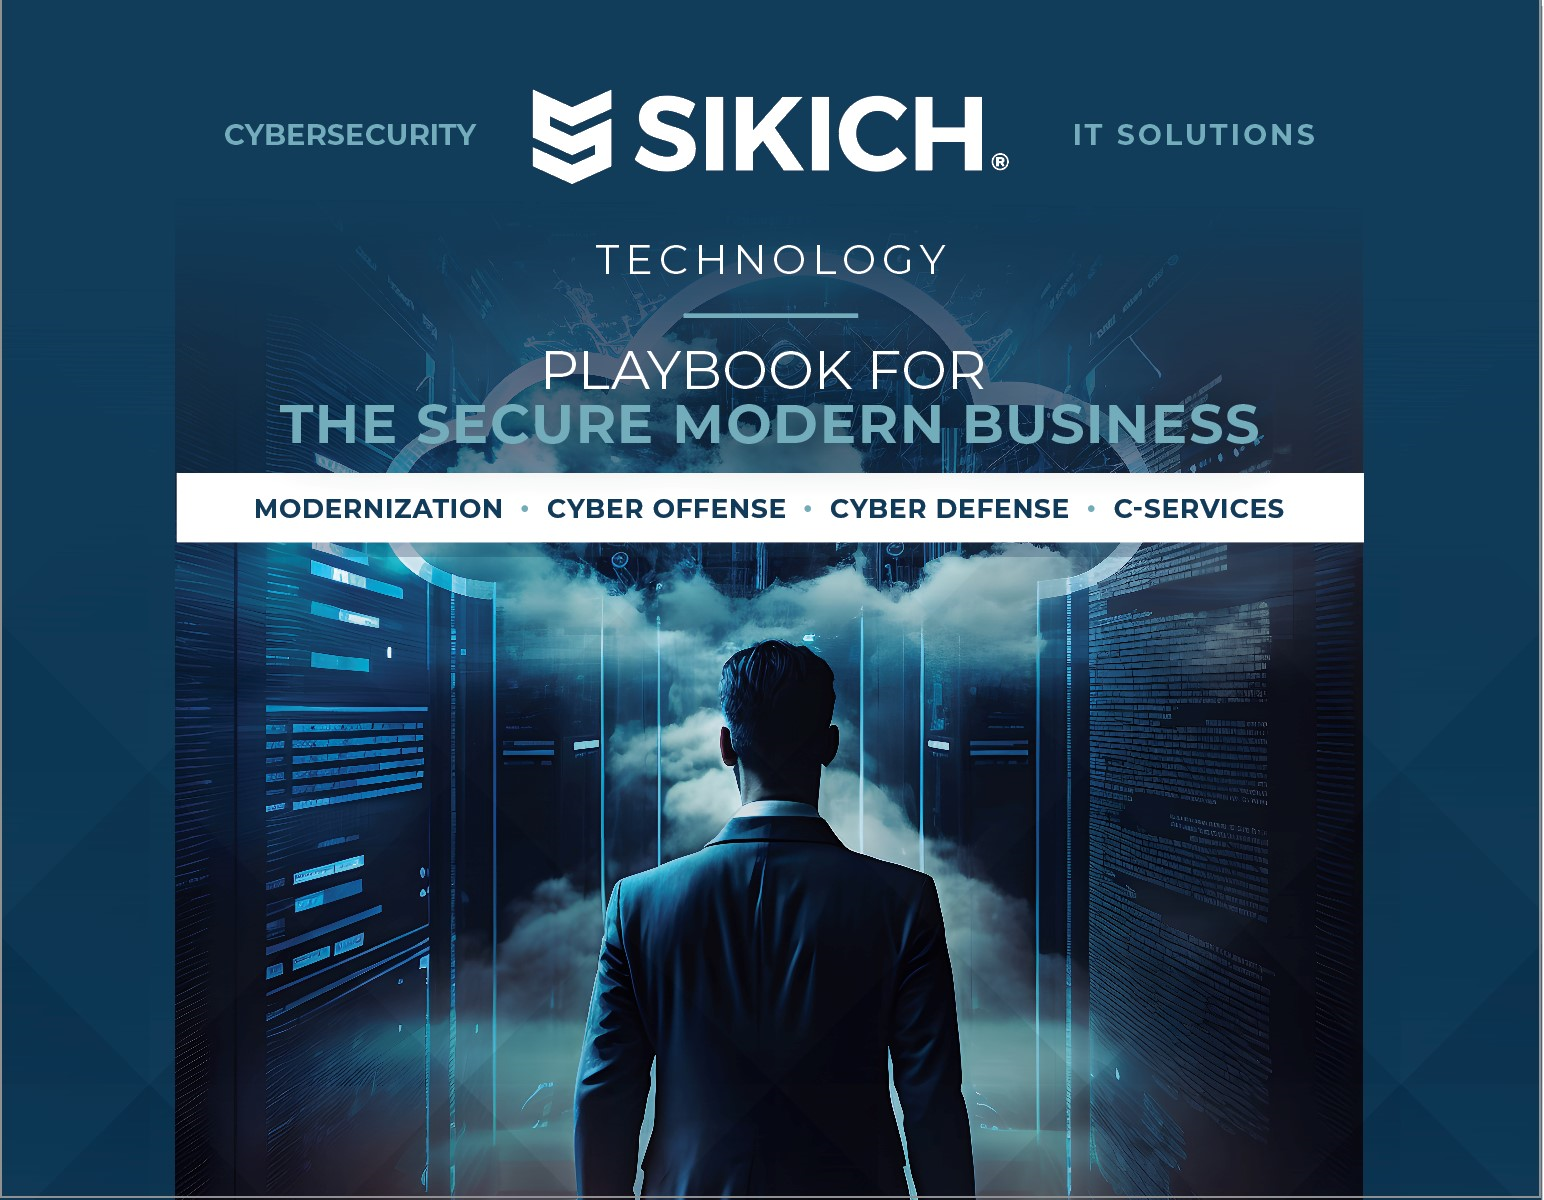 CYBERSECURITY
SIKICH®
IT SOLUTIONS
TECHNOLOGY
PLAYBOOK FOR
THE SECURE MODERN BUSINESS
MODERNIZATION • CYBER OFFENSE • CYBER DEFENSE • C-SERVICES